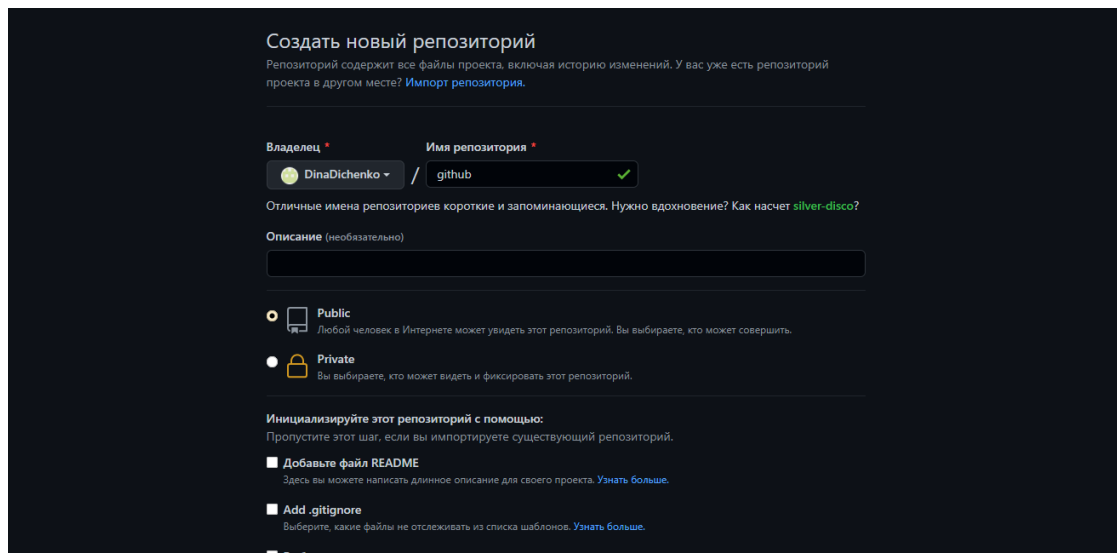 Создать новый репозиторий
Репозиторий содержит все файлы проекта, включая историю изменений. У вас уже есть репозиторий
проекта в другом месте? Импорт репозитория.
Владелец * Имя репозитория *
DinaDichenko / github
Отличные имена репозиториев короткие и запоминающиеся. Нужно вдохновение? Как насчет silver-disco?
Описание (необязательно)
Public
Любой человек в Интернете может увидеть этот репозиторий. Вы выбираете, кто может совершить.
Private
Вы выбираете, кто может видеть и фиксировать этот репозиторий.
Инициализируйте этот репозиторий с помощью:
Пропустите этот шаг, если вы импортируете существующий репозиторий.
Добавьте файл README
Здесь вы можете написать длинное описание для своего проекта. Узнать больше.
Add .gitignore
Выберите, какие файлы не отслеживать из списка шаблонов. Узнать больше.